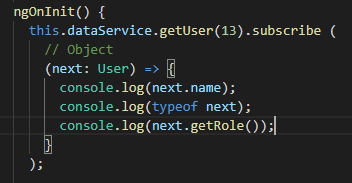 ngOnInit() {
this.dataService.getUser(13).subscribe (
// Object
(next: User) => {
console.log(next.name);
console.log(typeof next);
console.log(next.getRole());
}
);